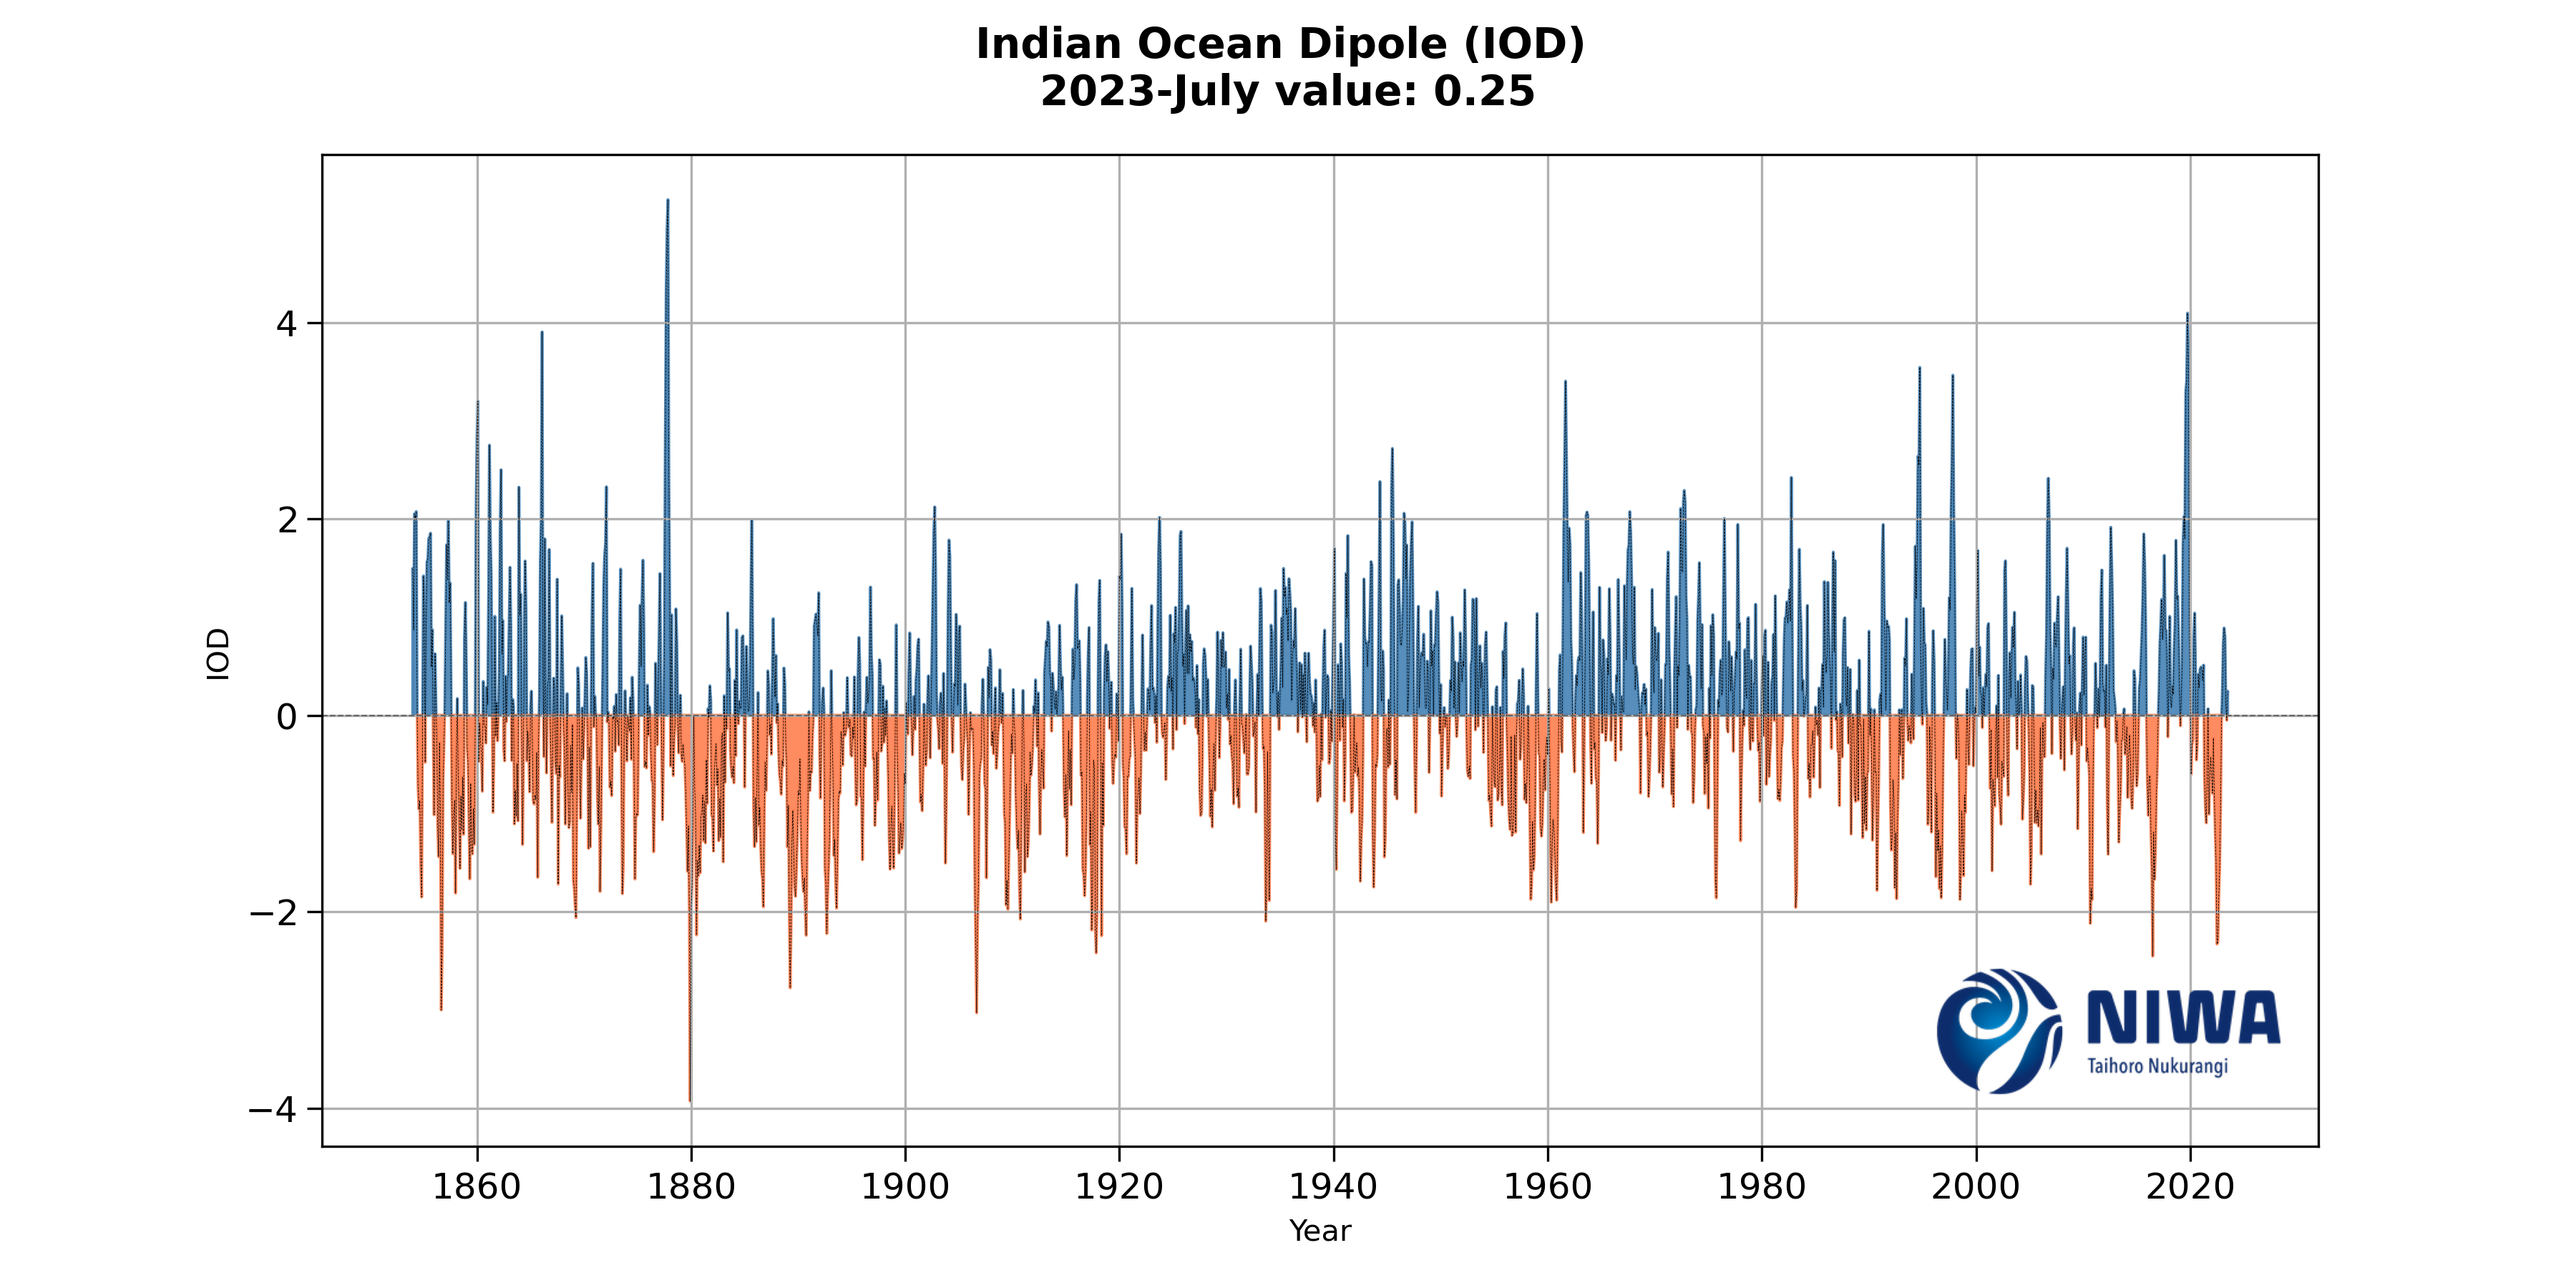 Indian Ocean Dipole (IOD)
2023-July value: 0.25
IOD
4
2
0
−2
−4
1860 1880 1900 1920 1940 1960 1980 2000 2020
Year
NIWA
Taihoro Nukurangi